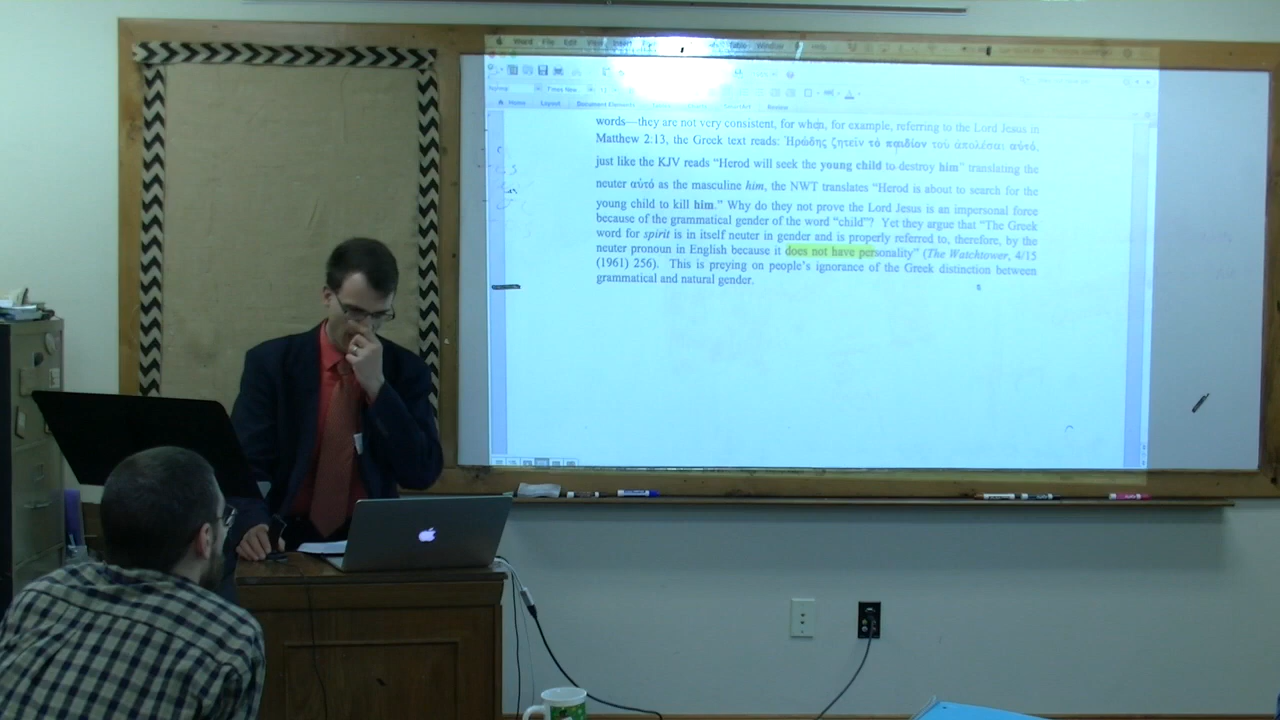 Word File Edit View Insert Table Window Help
Normal Times New
Home Layout Document Elements Review
words—they are not very consistent, for when, for example, referring to the Lord Jesus in
Matthew 2:13, the Greek text reads: Ἡρῴδης ζητεῖν τὸ παιδίον τοῦ ἀπολέσαι αὐτό,
just like the KJV reads “Herod will seek the young child to destroy him” translating the
neuter αὐτό as the masculine him, the NWT translates “Herod is about to search for the
young child to kill him.” Why do they not prove the Lord Jesus is an impersonal force
because of the grammatical gender of the word “child”? Yet they argue that “The Greek
word for spirit is in itself neuter in gender and is properly referred to, therefore, by the
neuter pronoun in English because it does not have personality” (The Watchtower, 4/15
(1961) 256). This is preying on people’s ignorance of the Greek distinction between
grammatical and natural gender.